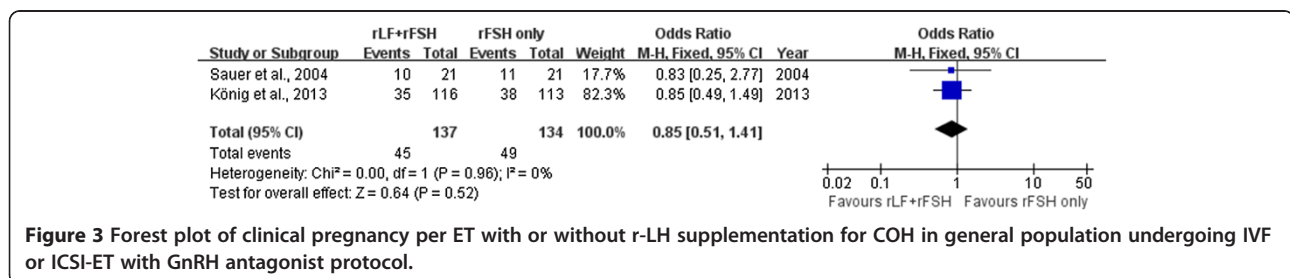 rLF+rFSH rFSH only Odds Ratio Odds Ratio
Study or Subgroup Events Total Events Total Weight M-H, Fixed, 95% CI Year M-H, Fixed, 95% CI
Sauer et al., 2004 10 21 11 21 17.7% 0.83 [0.25, 2.77] 2004
König et al., 2013 35 116 38 113 82.3% 0.85 [0.49, 1.49] 2013
Total (95% CI) 137 134 100.0% 0.85 [0.51, 1.41]
Total events 45 49
Heterogeneity: Chi² = 0.00, df = 1 (P = 0.96); I² = 0%
Test for overall effect: Z = 0.64 (P = 0.52)
0.02 0.1 1 10 50
Favours rLF+rFSH Favours rFSH only
Figure 3 Forest plot of clinical pregnancy per ET with or without r-LH supplementation for COH in general population undergoing IVF
or ICSI-ET with GnRH antagonist protocol.